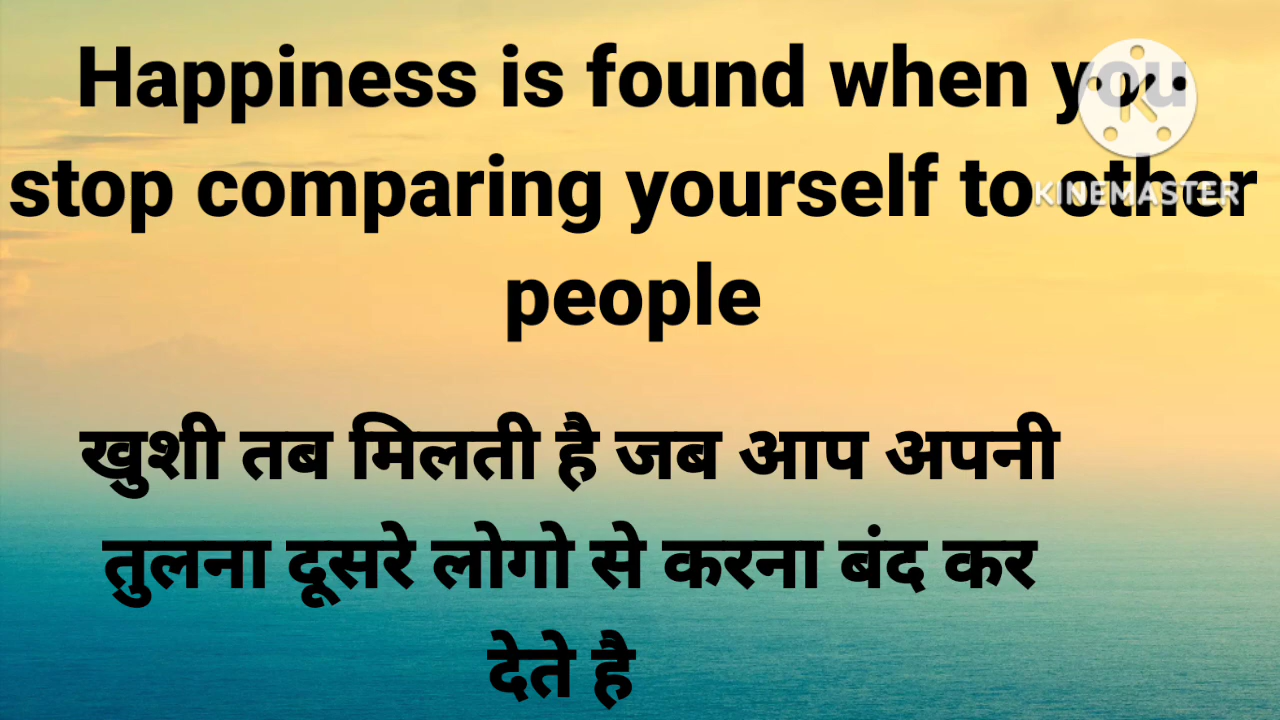 Happiness is found when you
stop comparing yourself to other
people
KINEMASTER
खुशी तब मिलती है जब आप अपनी
तुलना दूसरे लोगो से करना बंद कर
देते है